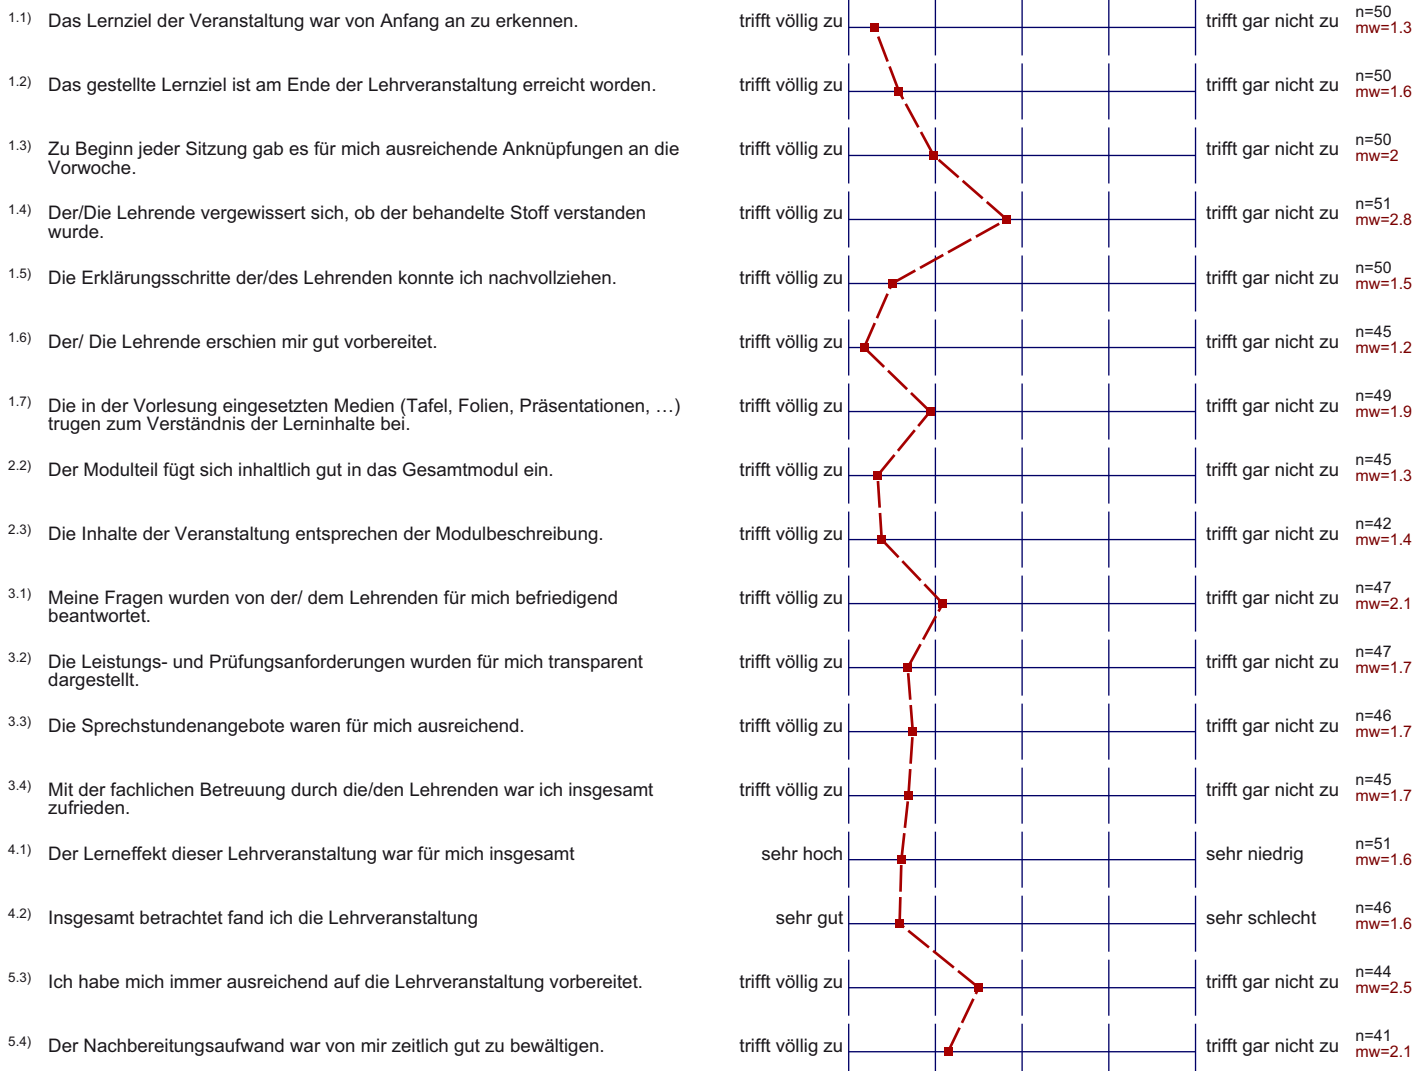 1.1) Das Lernziel der Veranstaltung war von Anfang an zu erkennen. trifft völlig zu trifft gar nicht zu n=50
mw=1.3
1.2) Das gestellte Lernziel ist am Ende der Lehrveranstaltung erreicht worden. trifft völlig zu trifft gar nicht zu n=50
mw=1.6
1.3) Zu Beginn jeder Sitzung gab es für mich ausreichende Anknüpfungen an die trifft völlig zu trifft gar nicht zu n=50
Vorwoche. mw=2
1.4) Der/Die Lehrende vergewissert sich, ob der behandelte Stoff verstanden trifft völlig zu trifft gar nicht zu n=51
wurde. mw=2.8
1.5) Die Erklärungsschritte der/des Lehrenden konnte ich nachvollziehen. trifft völlig zu trifft gar nicht zu n=50
mw=1.5
1.6) Der/ Die Lehrende erschien mir gut vorbereitet. trifft völlig zu trifft gar nicht zu n=45
mw=1.2
1.7) Die in der Vorlesung eingesetzten Medien (Tafel, Folien, Präsentationen, …) trifft völlig zu trifft gar nicht zu n=49
trugen zum Verständnis der Lerninhalte bei. mw=1.9
2.2) Der Modulteil fügt sich inhaltlich gut in das Gesamtmodul ein. trifft völlig zu trifft gar nicht zu n=45
mw=1.3
2.3) Die Inhalte der Veranstaltung entsprechen der Modulbeschreibung. trifft völlig zu trifft gar nicht zu n=42
mw=1.4
3.1) Meine Fragen wurden von der/ dem Lehrenden für mich befriedigend trifft völlig zu trifft gar nicht zu n=47
beantwortet. mw=2.1
3.2) Die Leistungs- und Prüfungsanforderungen wurden für mich transparent trifft völlig zu trifft gar nicht zu n=47
dargestellt. mw=1.7
3.3) Die Sprechstundenangebote waren für mich ausreichend. trifft völlig zu trifft gar nicht zu n=46
mw=1.7
3.4) Mit der fachlichen Betreuung durch die/den Lehrenden war ich insgesamt trifft völlig zu trifft gar nicht zu n=45
zufrieden. mw=1.7
4.1) Der Lerneffekt dieser Lehrveranstaltung war für mich insgesamt sehr hoch sehr niedrig n=51
mw=1.6
4.2) Insgesamt betrachtet fand ich die Lehrveranstaltung sehr gut sehr schlecht n=46
mw=1.6
5.3) Ich habe mich immer ausreichend auf die Lehrveranstaltung vorbereitet. trifft völlig zu trifft gar nicht zu n=44
mw=2.5
5.4) Der Nachbereitungsaufwand war von mir zeitlich gut zu bewältigen. trifft völlig zu trifft gar nicht zu n=41
mw=2.1